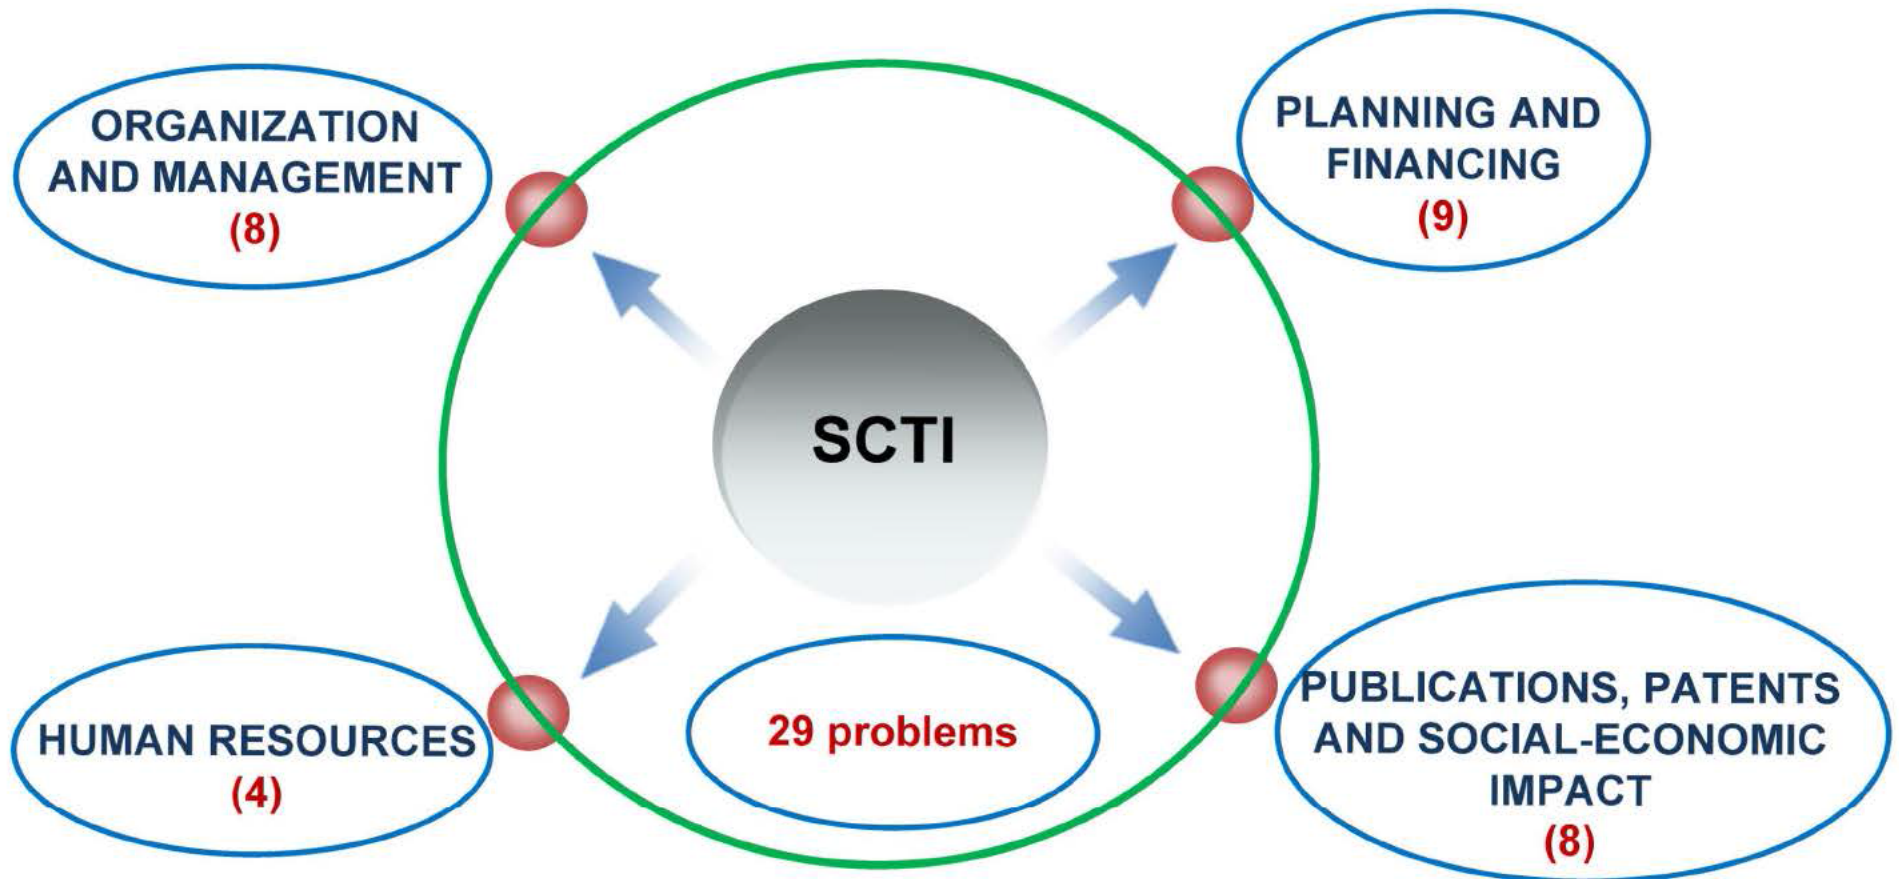 ORGANIZATION
AND MANAGEMENT
(8)
PLANNING AND
FINANCING
(9)
SCTI
HUMAN RESOURCES
(4)
29 problems
PUBLICATIONS, PATENTS
AND SOCIAL-ECONOMIC
IMPACT
(8)